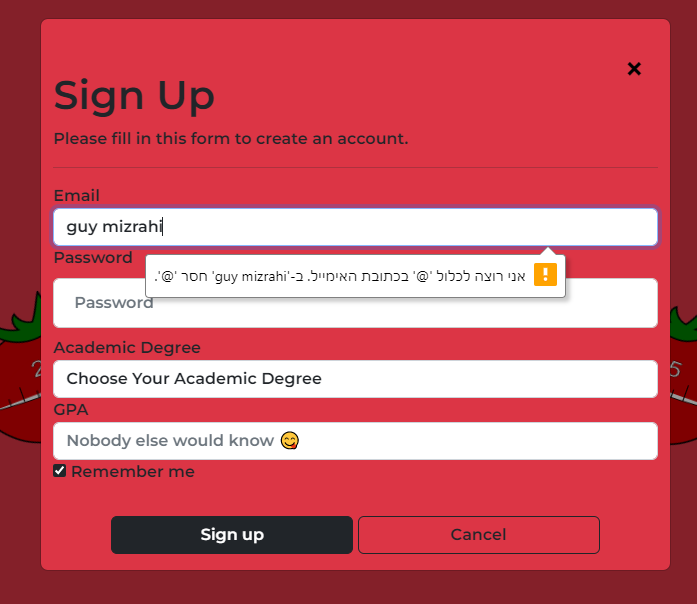 ×
Sign Up
Please fill in this form to create an account.
Email
guy mizrahi
Password
אני רוצה לכלול '@' בכתובת האימייל. ב-'guy mizrahi' חסר '@'.
Password
Academic Degree
Choose Your Academic Degree
GPA
Nobody else would know 😋
Remember me
Sign up
Cancel
2
5